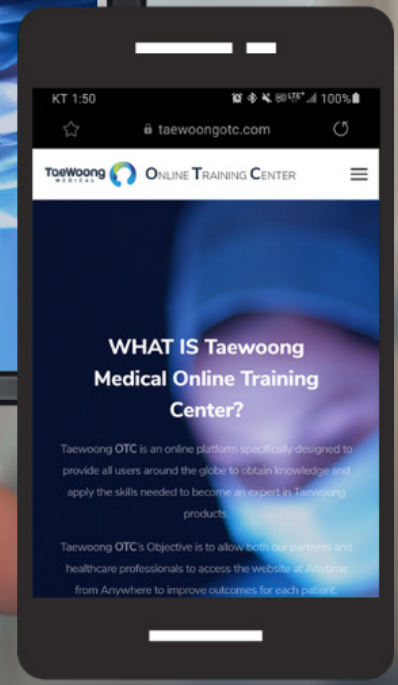 KT 1:50 LTE+ 100%
taewoongotc.com
TaeWoong MEDICAL ONLINE TRAINING CENTER
WHAT IS Taewoong
Medical Online Training
Center?
Taewoong OTC is an online platform specifically designed to
provide all users around the globe to obtain knowledge and
apply the skills needed to become an expert in Taewoong
products.
Taewoong OTC's Objective is to allow both our partners and
healthcare professionals to access the website at Anytime
from Anywhere to improve outcomes for each patient.